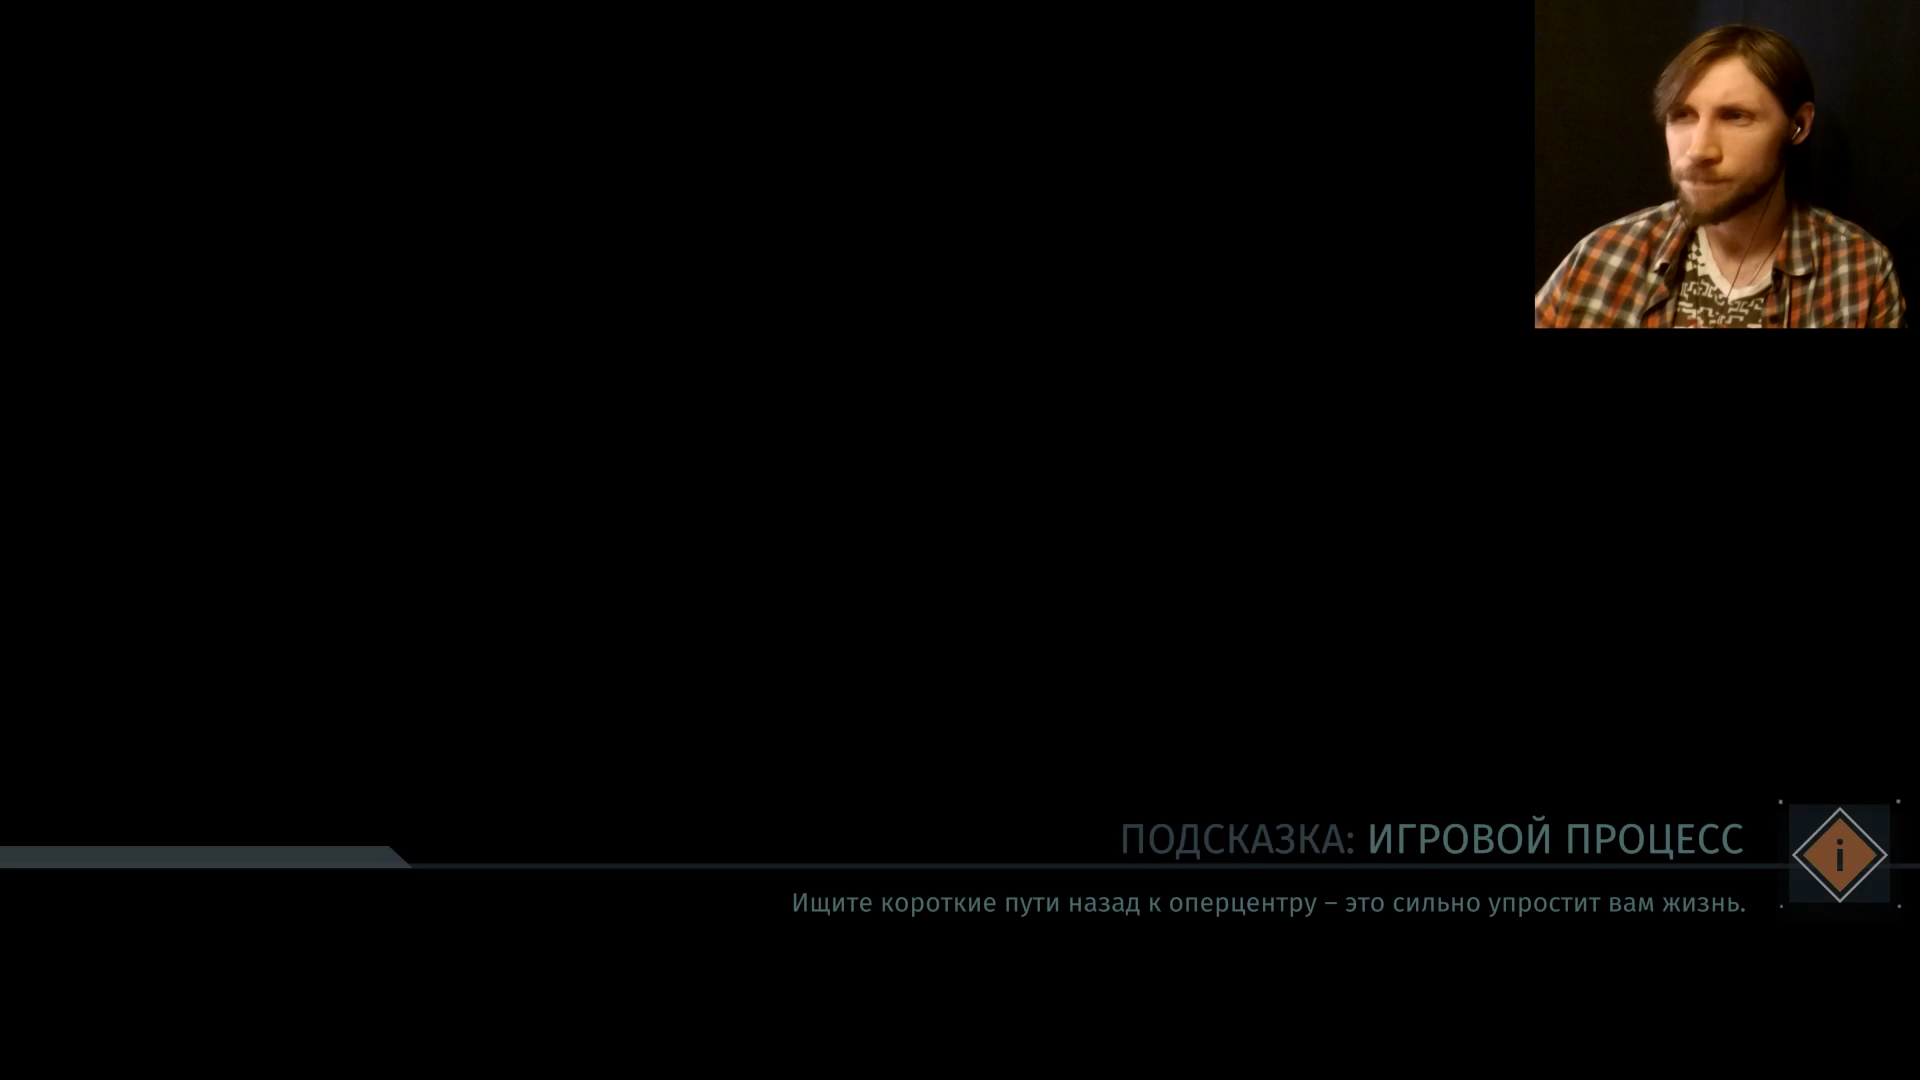 ПОДСКАЗКА: ИГРОВОЙ ПРОЦЕСС
i
Ищите короткие пути назад к оперцентру – это сильно упростит вам жизнь.